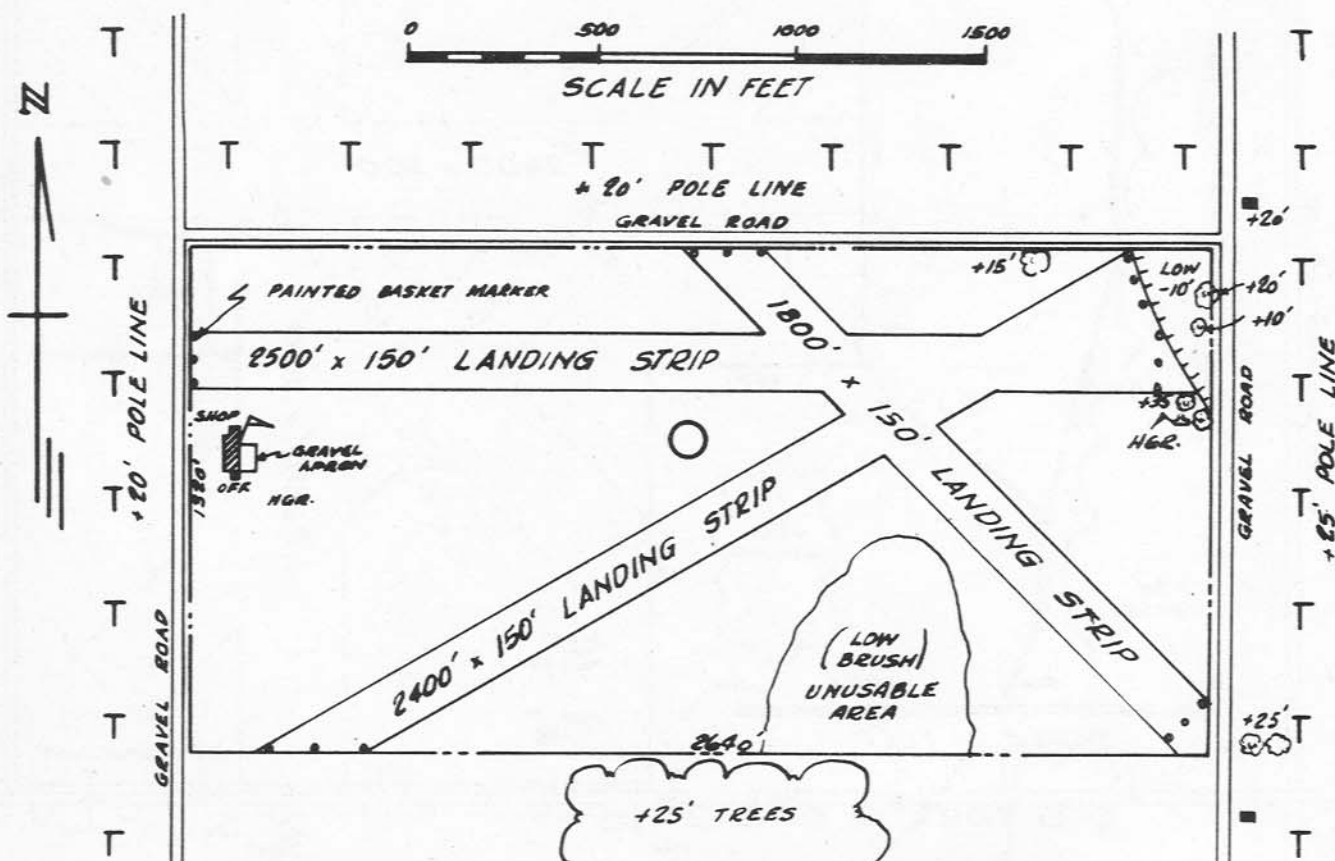 0 500 1000 1500
SCALE IN FEET
N
T T
T T T T T T T T T T T
+ 20' POLE LINE
GRAVEL ROAD
+20'
T T
+15'
LOW
-10'
+20'
+10'
PAINTED BASKET MARKER
1800' + 150' LANDING STRIP
2500' x 150' LANDING STRIP
+20' POLE LINE
T T
+35
HGR.
SHOP
GRAVEL
APRON
OFF
HGR.
1320'
GRAVEL ROAD
+25' POLE LINE
T T
2400' x 150' LANDING STRIP
(LOW
BRUSH)
UNUSABLE
AREA
T T
GRAVEL ROAD
+25'
T T
2640
+25' TREES
T T